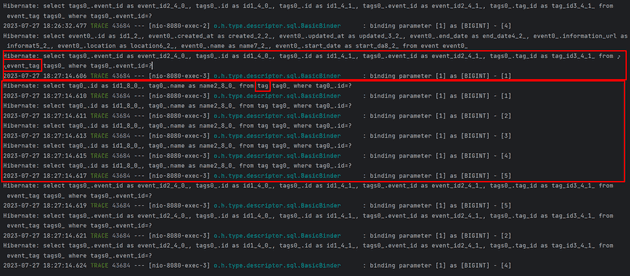 Hibernate: select tags0_.event_id as event_id2_4_0_, tags0_.id as id1_4_0_, tags0_.id as id1_4_1_, tags0_.event_id as event_id2_4_1_, tags0_.tag_id as tag_id3_4_1_ from
event_tag tags0_ where tags0_.event_id=?
2023-07-27 18:26:32.477 TRACE 43684 --- [nio-8080-exec-2] o.h.type.descriptor.sql.BasicBinder : binding parameter [1] as [BIGINT] - [4]
Hibernate: select event0_.id as id1_2_, event0_.created_at as created_2_2_, event0_.updated_at as updated_3_2_, event0_.end_date as end_date4_2_, event0_.information_url as
informat5_2_, event0_.location as location6_2_, event0_.name as name7_2_, event0_.start_date as start_da8_2_ from event event0_
Hibernate: select tags0_.event_id as event_id2_4_0_, tags0_.id as id1_4_0_, tags0_.id as id1_4_1_, tags0_.event_id as event_id2_4_1_, tags0_.tag_id as tag_id3_4_1_ from
event_tag tags0_ where tags0_.event_id=?
2023-07-27 18:27:14.606 TRACE 43684 --- [nio-8080-exec-3] o.h.type.descriptor.sql.BasicBinder : binding parameter [1] as [BIGINT] - [1]
Hibernate: select tag0_.id as id1_8_0_, tag0_.name as name2_8_0_ from tag tag0_ where tag0_.id=?
2023-07-27 18:27:14.610 TRACE 43684 --- [nio-8080-exec-3] o.h.type.descriptor.sql.BasicBinder : binding parameter [1] as [BIGINT] - [1]
Hibernate: select tag0_.id as id1_8_0_, tag0_.name as name2_8_0_ from tag tag0_ where tag0_.id=?
2023-07-27 18:27:14.611 TRACE 43684 --- [nio-8080-exec-3] o.h.type.descriptor.sql.BasicBinder : binding parameter [1] as [BIGINT] - [2]
Hibernate: select tag0_.id as id1_8_0_, tag0_.name as name2_8_0_ from tag tag0_ where tag0_.id=?
2023-07-27 18:27:14.613 TRACE 43684 --- [nio-8080-exec-3] o.h.type.descriptor.sql.BasicBinder : binding parameter [1] as [BIGINT] - [3]
Hibernate: select tag0_.id as id1_8_0_, tag0_.name as name2_8_0_ from tag tag0_ where tag0_.id=?
2023-07-27 18:27:14.615 TRACE 43684 --- [nio-8080-exec-3] o.h.type.descriptor.sql.BasicBinder : binding parameter [1] as [BIGINT] - [4]
Hibernate: select tag0_.id as id1_8_0_, tag0_.name as name2_8_0_ from tag tag0_ where tag0_.id=?
2023-07-27 18:27:14.617 TRACE 43684 --- [nio-8080-exec-3] o.h.type.descriptor.sql.BasicBinder : binding parameter [1] as [BIGINT] - [5]
Hibernate: select tags0_.event_id as event_id2_4_0_, tags0_.id as id1_4_0_, tags0_.id as id1_4_1_, tags0_.event_id as event_id2_4_1_, tags0_.tag_id as tag_id3_4_1_ from
event_tag tags0_ where tags0_.event_id=?
2023-07-27 18:27:14.619 TRACE 43684 --- [nio-8080-exec-3] o.h.type.descriptor.sql.BasicBinder : binding parameter [1] as [BIGINT] - [5]
Hibernate: select tags0_.event_id as event_id2_4_0_, tags0_.id as id1_4_0_, tags0_.id as id1_4_1_, tags0_.event_id as event_id2_4_1_, tags0_.tag_id as tag_id3_4_1_ from
event_tag tags0_ where tags0_.event_id=?
2023-07-27 18:27:14.621 TRACE 43684 --- [nio-8080-exec-3] o.h.type.descriptor.sql.BasicBinder : binding parameter [1] as [BIGINT] - [2]
Hibernate: select tags0_.event_id as event_id2_4_0_, tags0_.id as id1_4_0_, tags0_.id as id1_4_1_, tags0_.event_id as event_id2_4_1_, tags0_.tag_id as tag_id3_4_1_ from
event_tag tags0_ where tags0_.event_id=?
2023-07-27 18:27:14.624 TRACE 43684 --- [nio-8080-exec-3] o.h.type.descriptor.sql.BasicBinder : binding parameter [1] as [BIGINT] - [4]